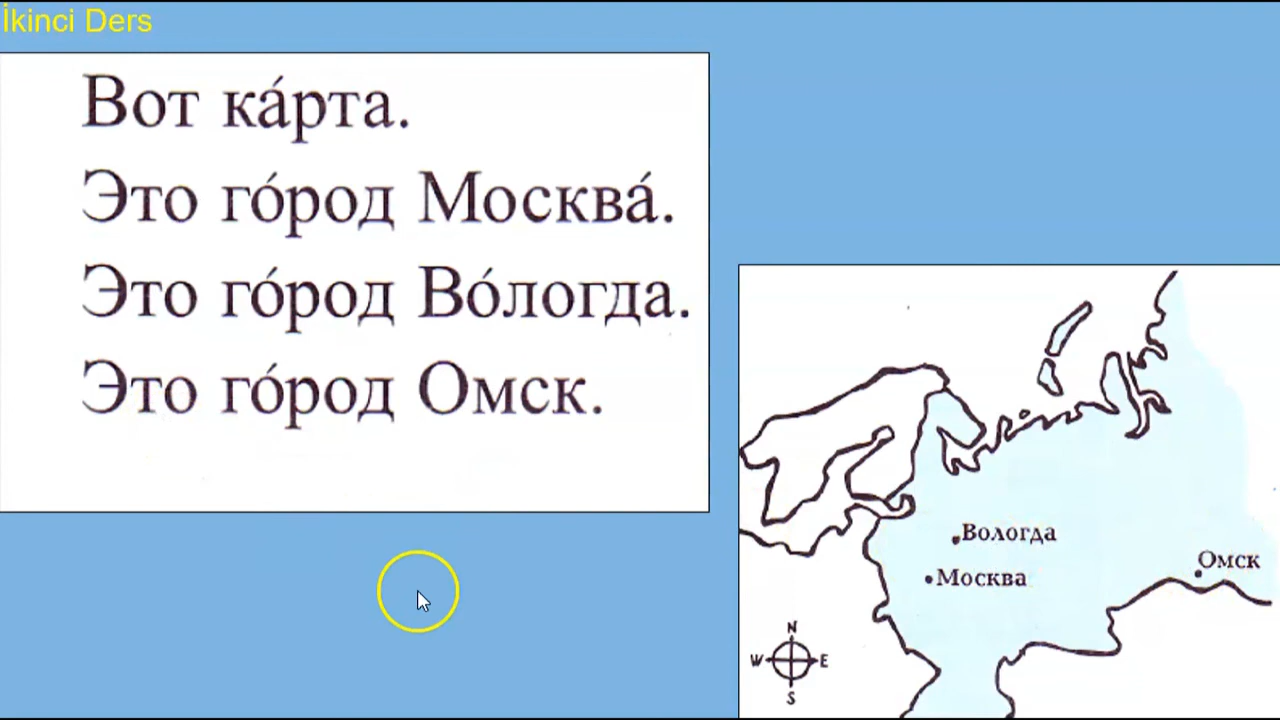 İkinci Ders
Вот ка́рта.
Это го́род Москва́.
Это го́род Во́логда.
Это го́род Омск.
Вологда
Омск
Москва
N
W E
S